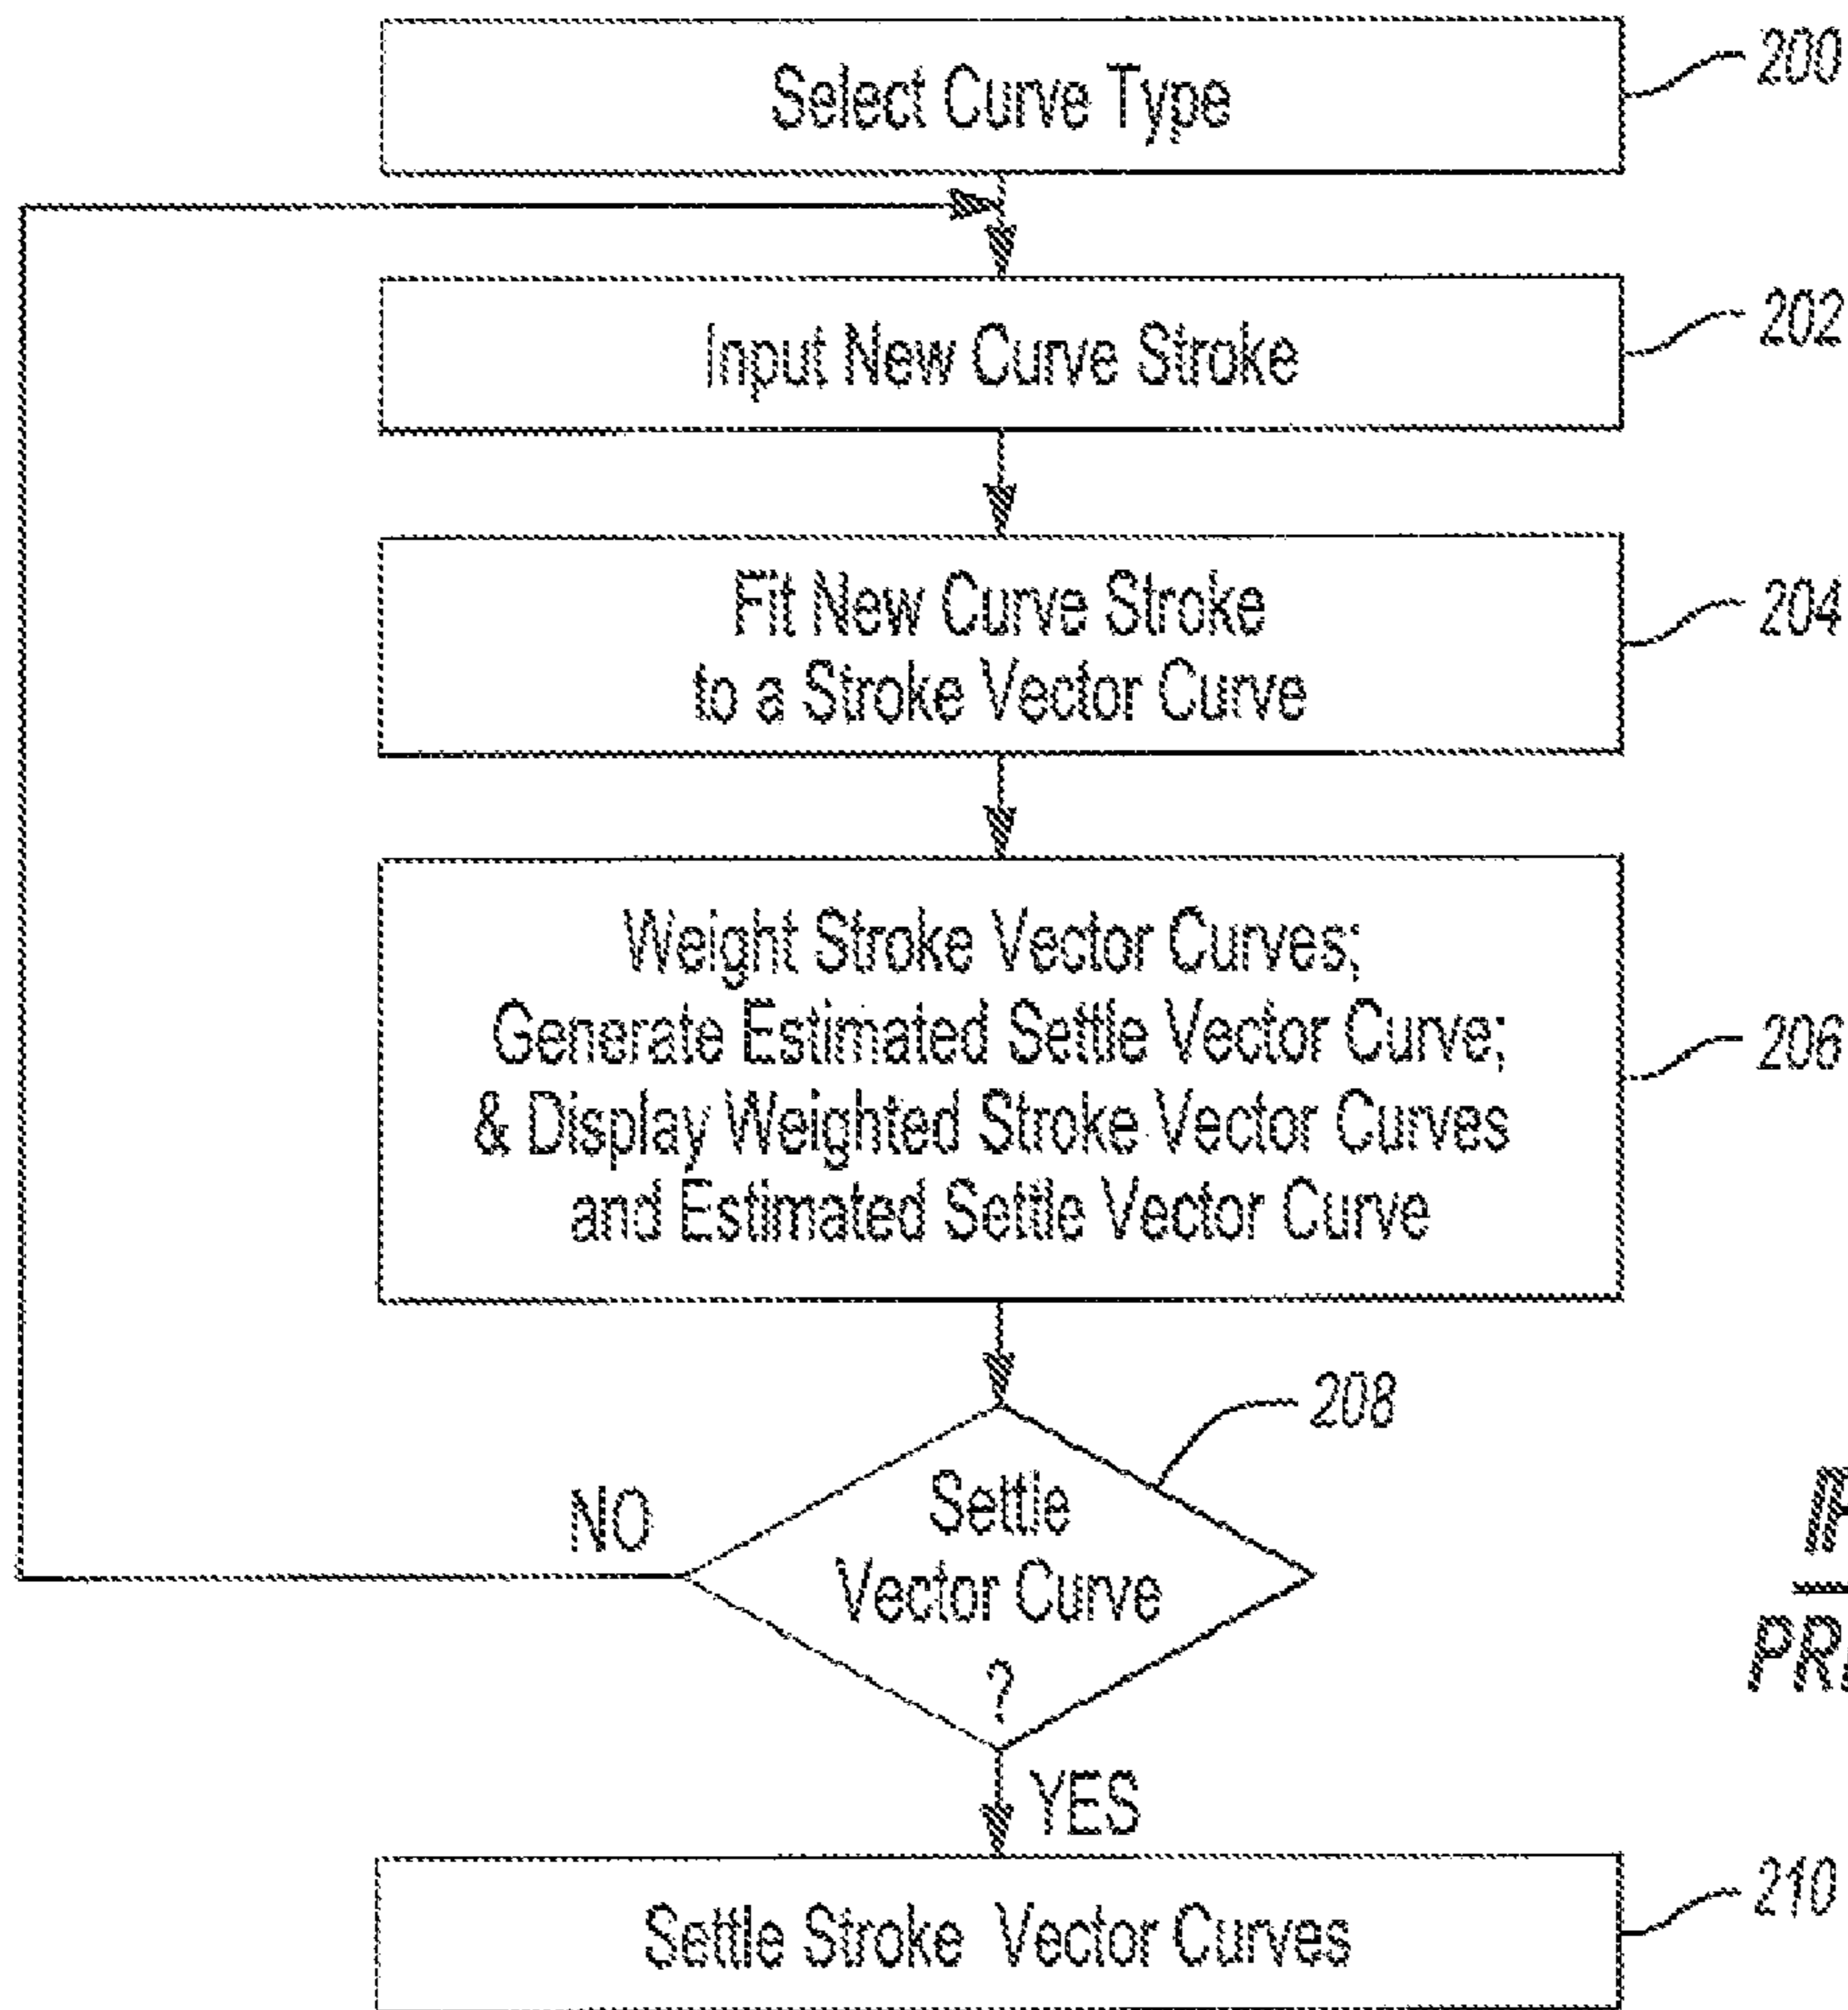 Select Curve Type
200
Input New Curve Stroke
202
Fit New Curve Stroke
to a Stroke Vector Curve
204
Weight Stroke Vector Curves;
Generate Estimated Settle Vector Curve;
& Display Weighted Stroke Vector Curves
and Estimated Settle Vector Curve
206
208
NO
Settle
Vector Curve
?
YES
Settle Stroke Vector Curves
210